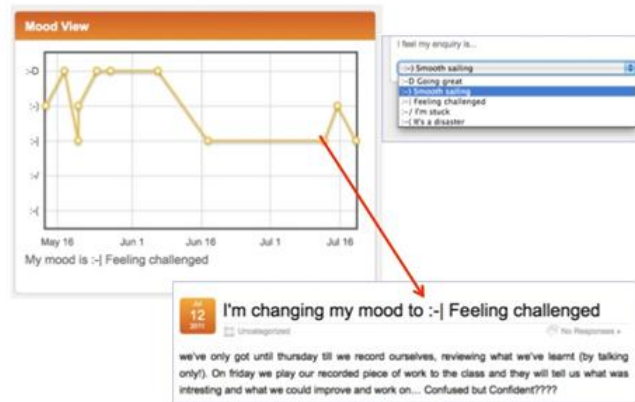 Mood View
:-D
:-)
:-|
:-/
:-(
May 16 Jun 1 Jun 16 Jul 1 Jul 16
My mood is :-| Feeling challenged
I feel my enquiry is...
:-) Smooth sailing
:-D Going great
:-) Smooth sailing
:-| Feeling challenged
:-/ I'm stuck
:-( It's a disaster
Jul
12
2011
I'm changing my mood to :-| Feeling challenged
Uncategorized No Responses »
we've only got until thursday till we record ourselves, reviewing what we've learnt (by talking
only!). On friday we play our recorded piece of work to the class and they will tell us what was
intresting and what we could improve and work on... Confused but Confident????